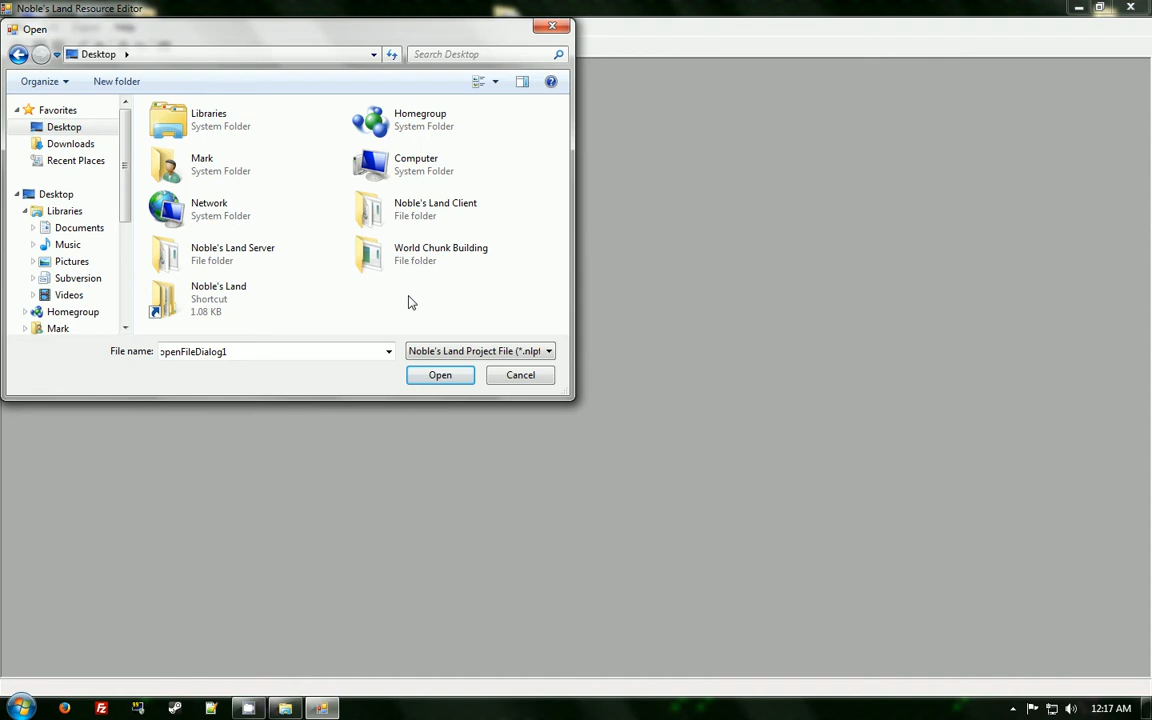 Noble's Land Resource Editor
Open
Desktop
Search Desktop
Organize
New folder
Favorites
Desktop
Downloads
Recent Places
Desktop
Libraries
Documents
Music
Pictures
Subversion
Videos
Homegroup
Mark
Libraries
System Folder
Homegroup
System Folder
Mark
System Folder
Computer
System Folder
Network
System Folder
Noble's Land Client
File folder
Noble's Land Server
File folder
World Chunk Building
File folder
Noble's Land
Shortcut
1.08 KB
File name:
openFileDialog1
Noble's Land Project File (*.nlpf
Open
Cancel
12:17 AM